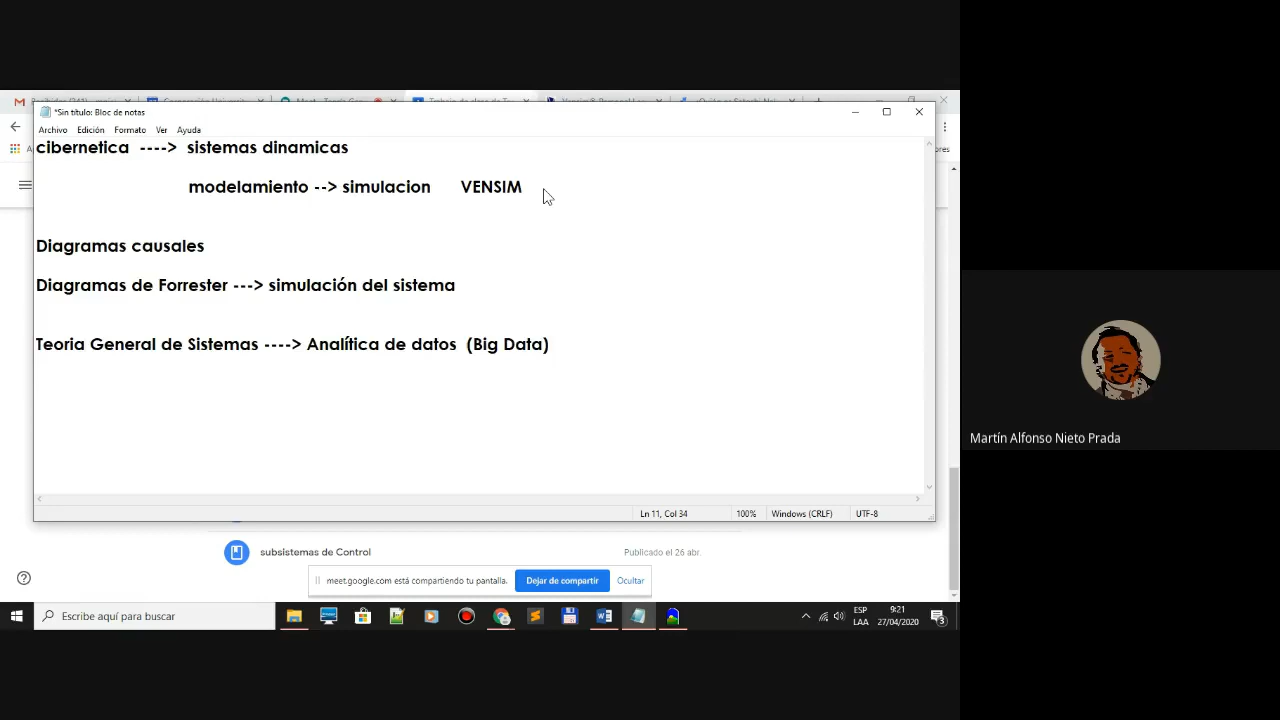 *Sin título: Bloc de notas
Archivo Edición Formato Ver Ayuda
cibernetica ----> sistemas dinamicas
modelamiento --> simulacion VENSIM
Diagramas causales
Diagramas de Forrester ---> simulación del sistema
Teoria General de Sistemas ----> Analítica de datos (Big Data)
Ln 11, Col 34 100% Windows (CRLF) UTF-8
subsistemas de Control Publicado el 26 abr.
meet.google.com está compartiendo tu pantalla. Dejar de compartir Ocultar
Escribe aquí para buscar
ESP
LAA
9:21
27/04/2020
3
Martín Alfonso Nieto Prada